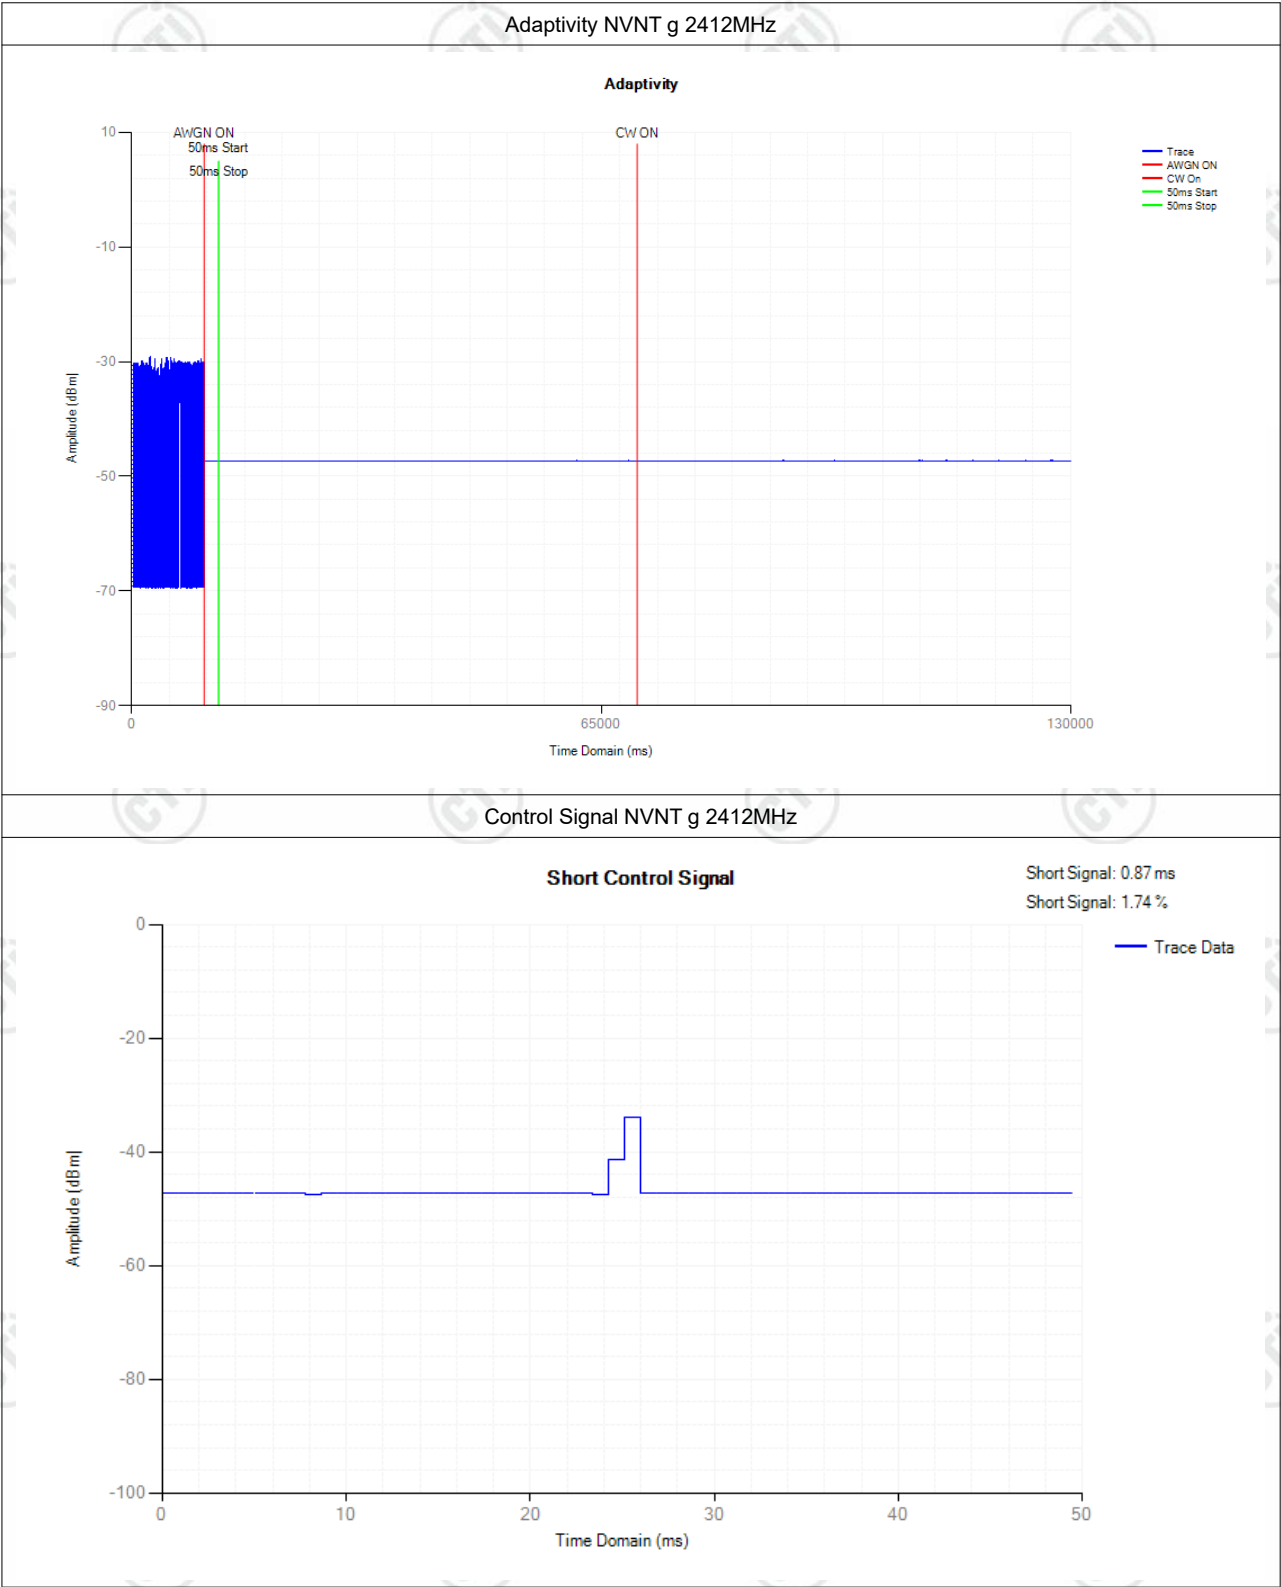 Adaptivity NVNT g 2412MHz
Adaptivity
AWGN ON
50ms Start
50ms Stop
CW ON
Trace
AWGN ON
CW On
50ms Start
50ms Stop
10
-10
-30
-50
-70
-90
Amplitude [dBm]
0
65000
130000
Time Domain (ms)
Control Signal NVNT g 2412MHz
Short Control Signal
Short Signal: 0.87 ms
Short Signal: 1.74 %
Trace Data
0
-20
-40
-60
-80
-100
Amplitude [dBm]
0
10
20
30
40
50
Time Domain (ms)